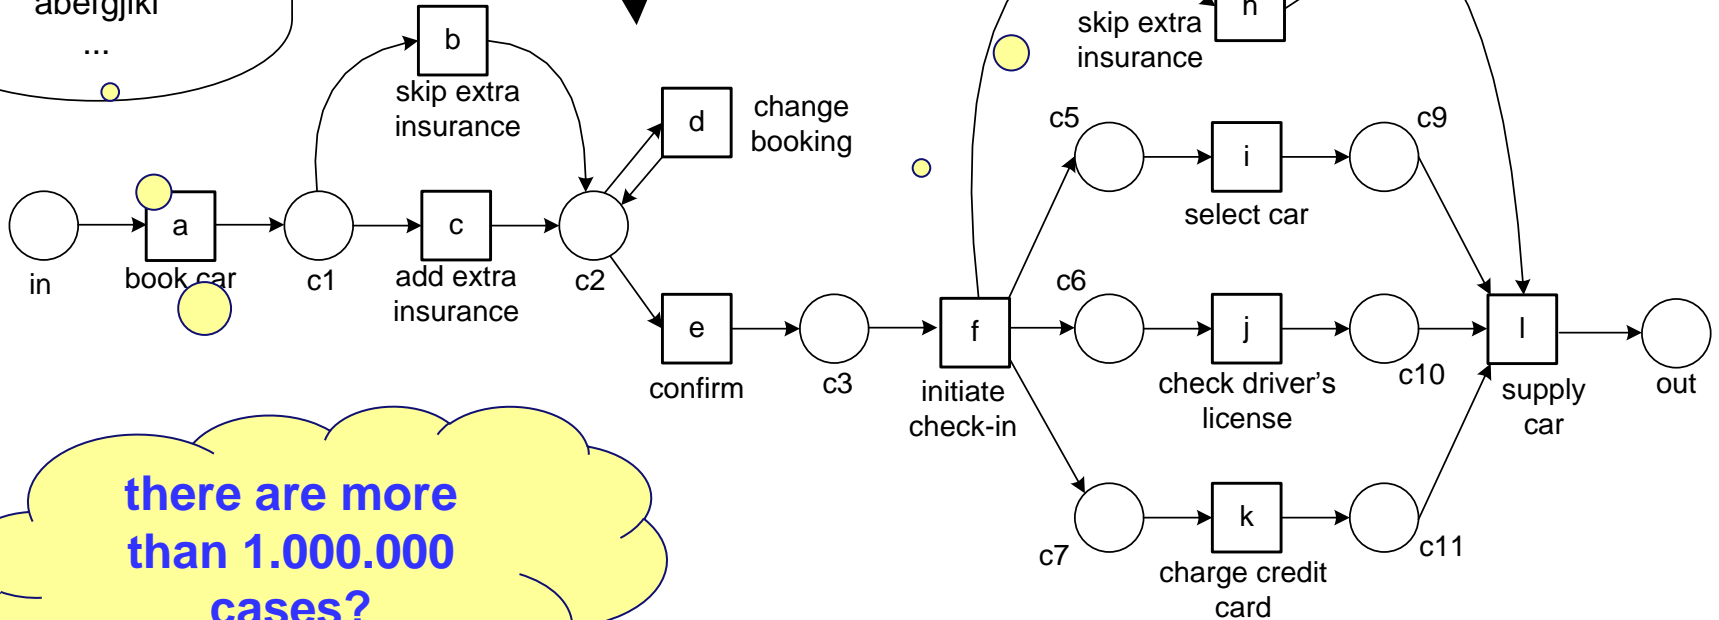 ...
b
skip extra
insurance
d
change
booking
a
book car
in
c1
c
add extra
insurance
c2
e
confirm
c3
f
initiate
check-in
skip extra
insurance
c5
i
select car
c9
c6
j
check driver's
license
c10
c7
k
charge credit
card
c11
l
supply
car
out
there are more
than 1.000.000
cases?